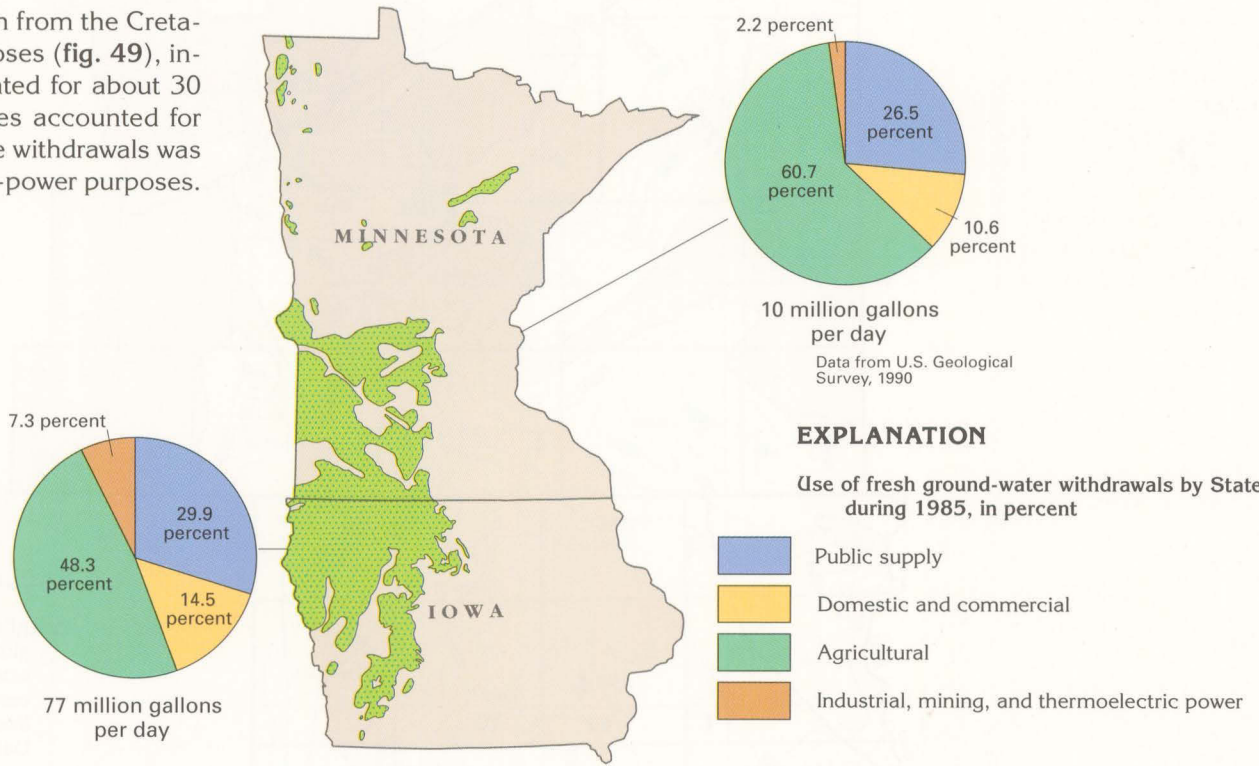 n from the Creta-
oses (fig. 49), in-
ted for about 30
es accounted for
e withdrawals was
-power purposes.
2.2 percent
26.5
percent
60.7
percent
10.6
percent
10 million gallons
per day
Data from U.S. Geological
Survey, 1990
MINNESOTA
IOWA
7.3 percent
29.9
percent
48.3
percent
14.5
percent
77 million gallons
per day
EXPLANATION
Use of fresh ground-water withdrawals by State
during 1985, in percent
Public supply
Domestic and commercial
Agricultural
Industrial, mining, and thermoelectric power